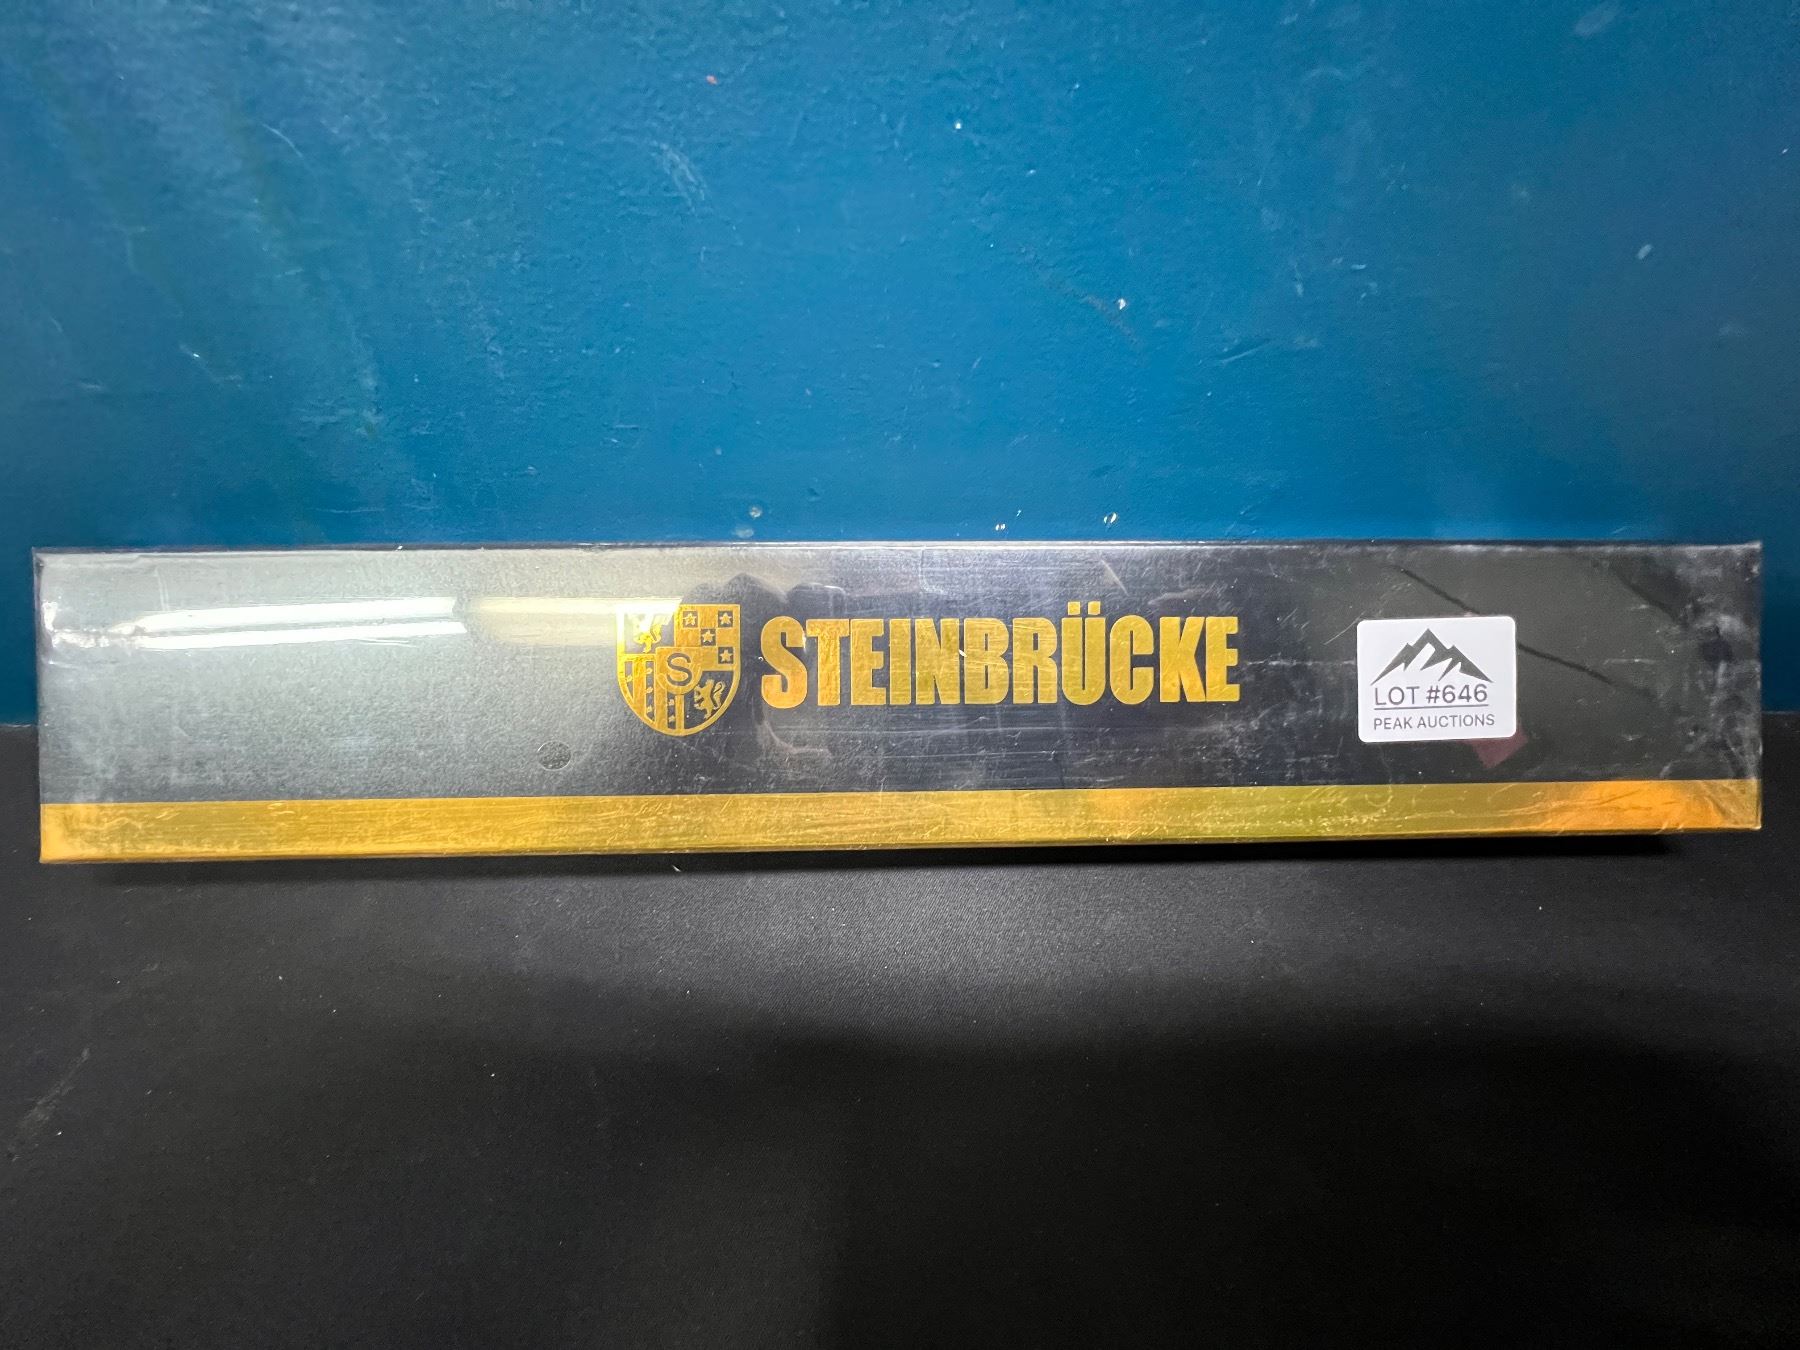 S
STEINBRÜCKE
LOT #646
PEAK AUCTIONS